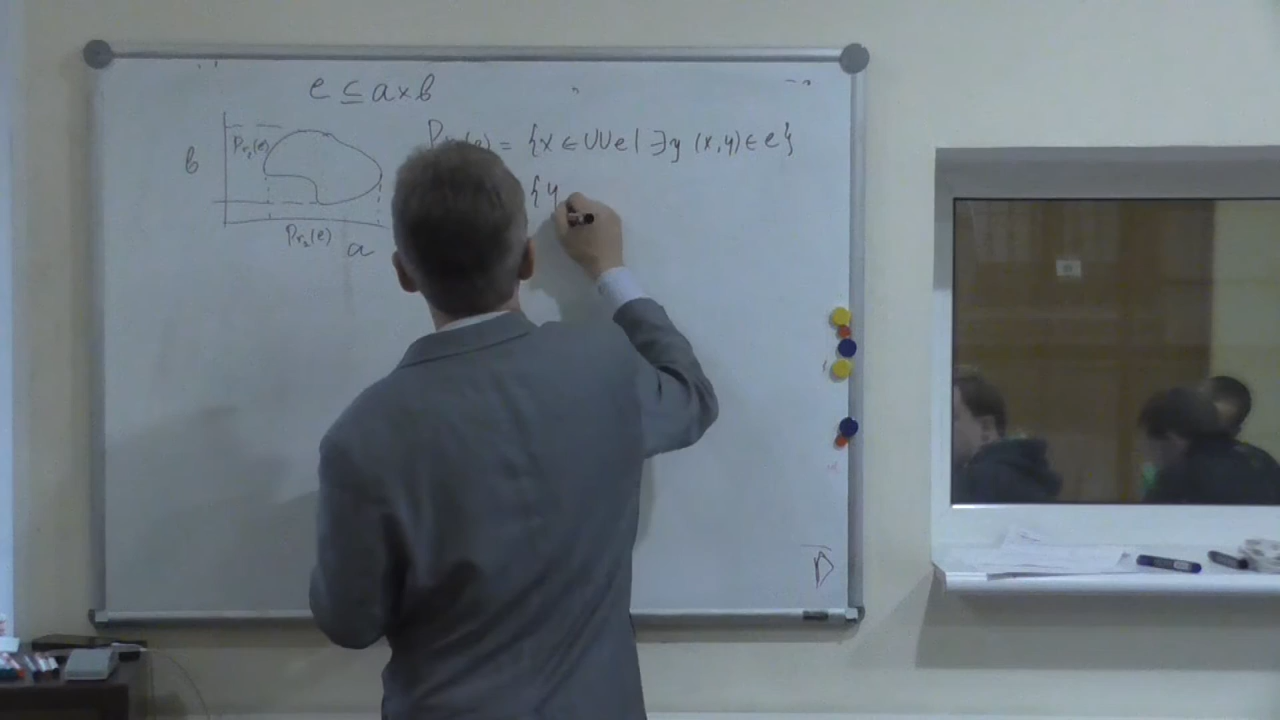 e ⊆ a × b
Pr₁(e)
b
Pr₂(e)
a
(e) = {x ∈ ∪∪e | ∃y (x,y) ∈ e}
{y
D